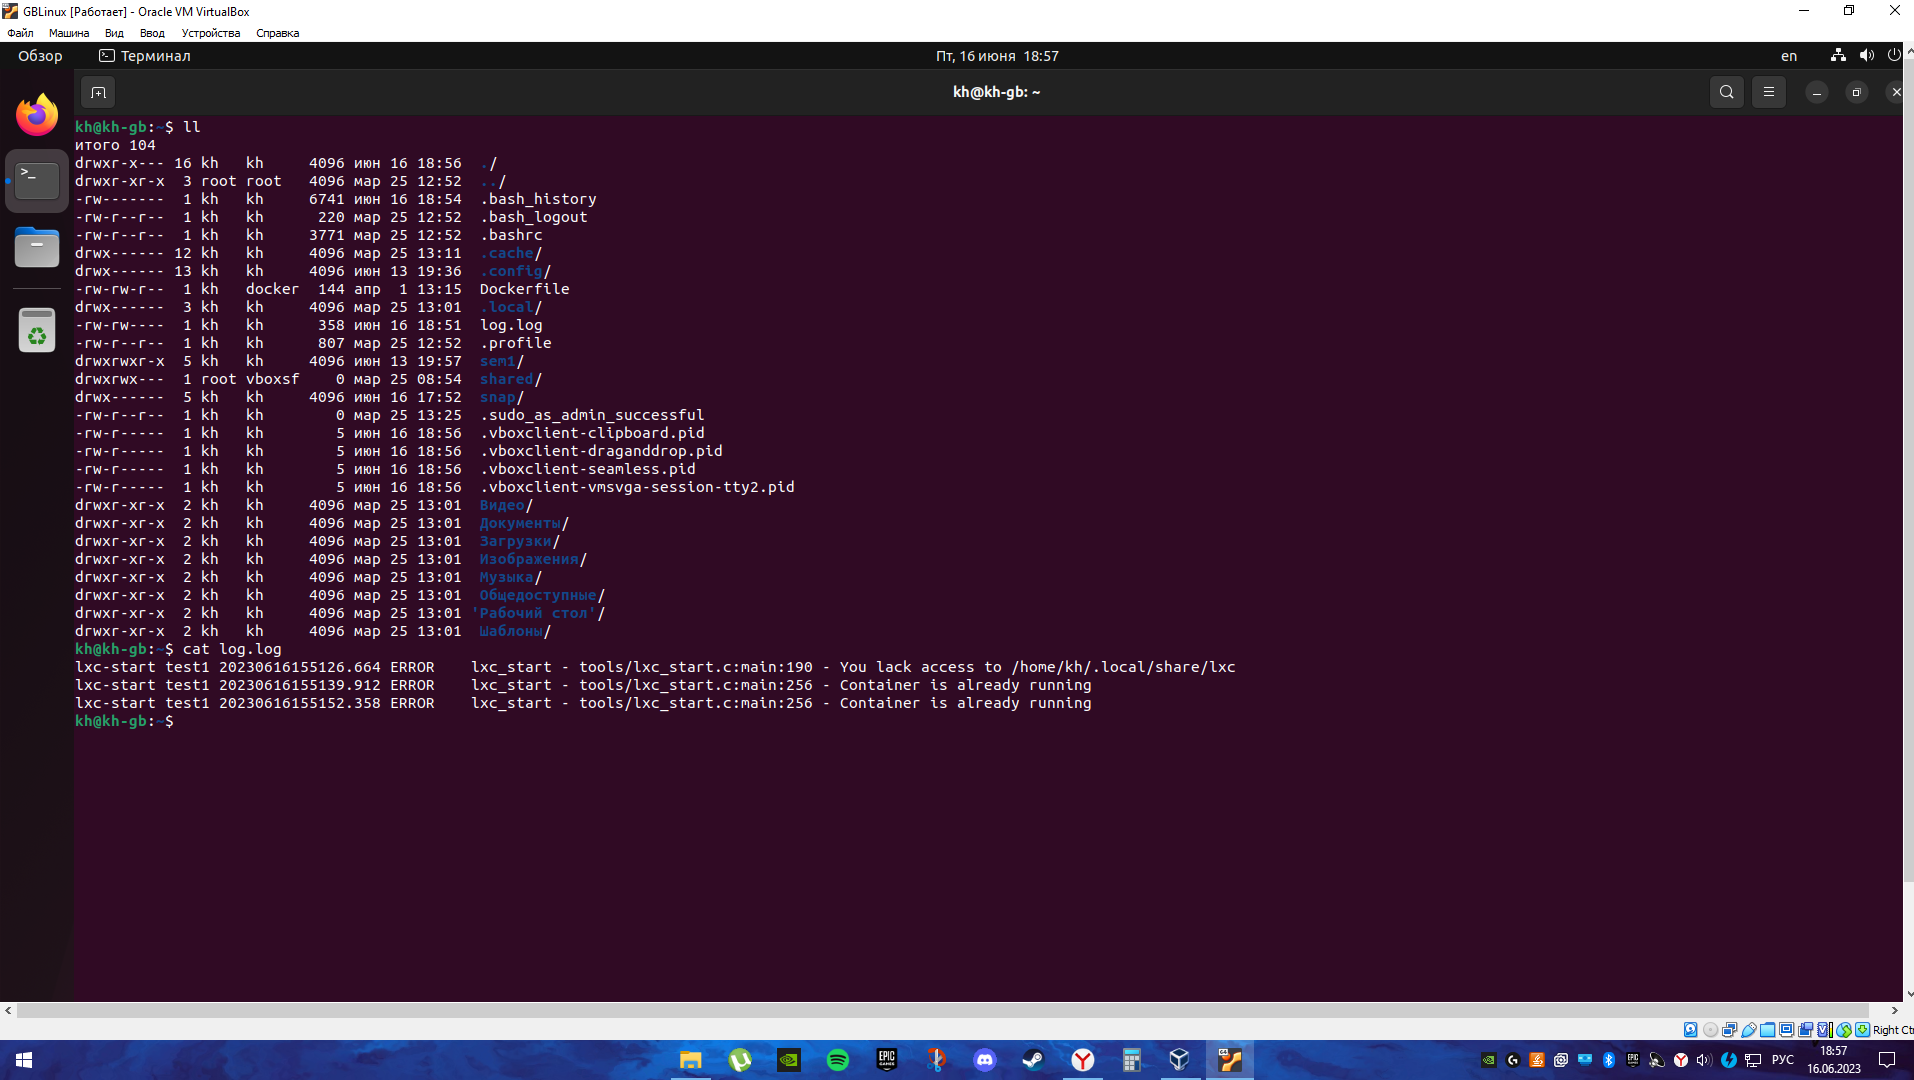 GBLinux [Работает] - Oracle VM VirtualBox
Файл Машина Вид Ввод Устройства Справка
Обзор Терминал Пт, 16 июня 18:57 en
kh@kh-gb: ~
kh@kh-gb:~$ ll
итого 104
drwxr-x--- 16 kh   kh     4096 июн 16 18:56  ./
drwxr-xr-x  3 root root   4096 мар 25 12:52  ../
-rw-------  1 kh   kh     6741 июн 16 18:54  .bash_history
-rw-r--r--  1 kh   kh      220 мар 25 12:52  .bash_logout
-rw-r--r--  1 kh   kh     3771 мар 25 12:52  .bashrc
drwx------ 12 kh   kh     4096 мар 25 13:11  .cache/
drwx------ 13 kh   kh     4096 июн 13 19:36  .config/
-rw-rw-r--  1 kh   docker  144 апр  1 13:15  Dockerfile
drwx------  3 kh   kh     4096 мар 25 13:01  .local/
-rw-rw----  1 kh   kh      358 июн 16 18:51  log.log
-rw-r--r--  1 kh   kh      807 мар 25 12:52  .profile
drwxrwxr-x  5 kh   kh     4096 июн 13 19:57  sem1/
drwxrwx---  1 root vboxsf    0 мар 25 08:54  shared/
drwx------  5 kh   kh     4096 июн 16 17:52  snap/
-rw-r--r--  1 kh   kh        0 мар 25 13:25  .sudo_as_admin_successful
-rw-r-----  1 kh   kh        5 июн 16 18:56  .vboxclient-clipboard.pid
-rw-r-----  1 kh   kh        5 июн 16 18:56  .vboxclient-draganddrop.pid
-rw-r-----  1 kh   kh        5 июн 16 18:56  .vboxclient-seamless.pid
-rw-r-----  1 kh   kh        5 июн 16 18:56  .vboxclient-vmsvga-session-tty2.pid
drwxr-xr-x  2 kh   kh     4096 мар 25 13:01  Видео/
drwxr-xr-x  2 kh   kh     4096 мар 25 13:01  Документы/
drwxr-xr-x  2 kh   kh     4096 мар 25 13:01  Загрузки/
drwxr-xr-x  2 kh   kh     4096 мар 25 13:01  Изображения/
drwxr-xr-x  2 kh   kh     4096 мар 25 13:01  Музыка/
drwxr-xr-x  2 kh   kh     4096 мар 25 13:01  Общедоступные/
drwxr-xr-x  2 kh   kh     4096 мар 25 13:01 'Рабочий стол'/
drwxr-xr-x  2 kh   kh     4096 мар 25 13:01  Шаблоны/
kh@kh-gb:~$ cat log.log
lxc-start test1 20230616155126.664 ERROR    lxc_start - tools/lxc_start.c:main:190 - You lack access to /home/kh/.local/share/lxc
lxc-start test1 20230616155139.912 ERROR    lxc_start - tools/lxc_start.c:main:256 - Container is already running
lxc-start test1 20230616155152.358 ERROR    lxc_start - tools/lxc_start.c:main:256 - Container is already running
kh@kh-gb:~$
Right Ctr
EPIC GAMES
РУС 18:57
16.06.2023